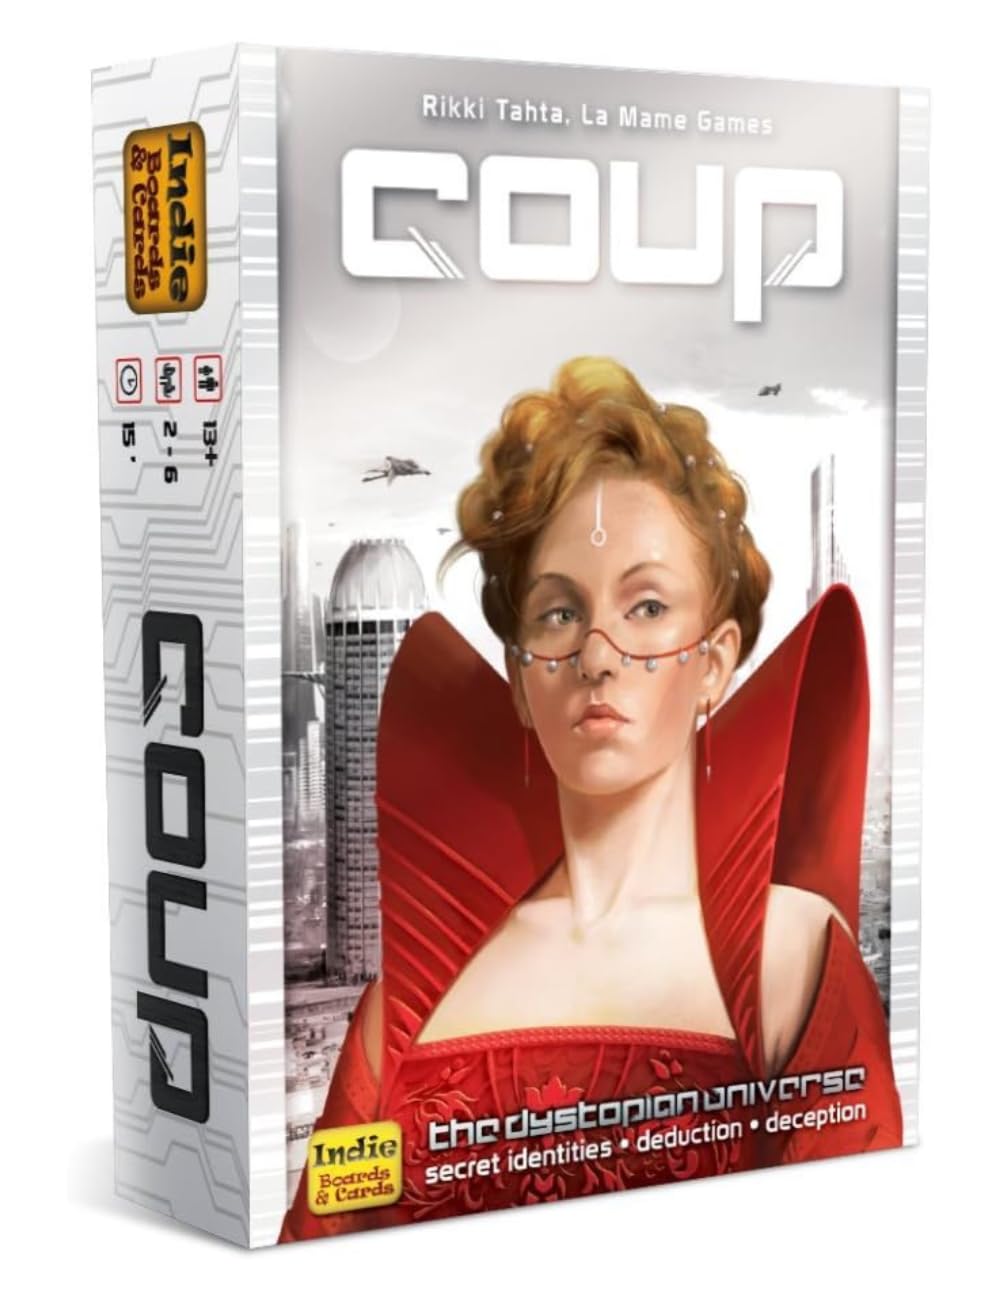 Rikki Tahta, La Mame Games
coup
the dystopian universe
secret identities • deduction • deception
Indie
Boards
& Cards
Indie
Boards
& Cards
13+
2 - 6
15'
coup